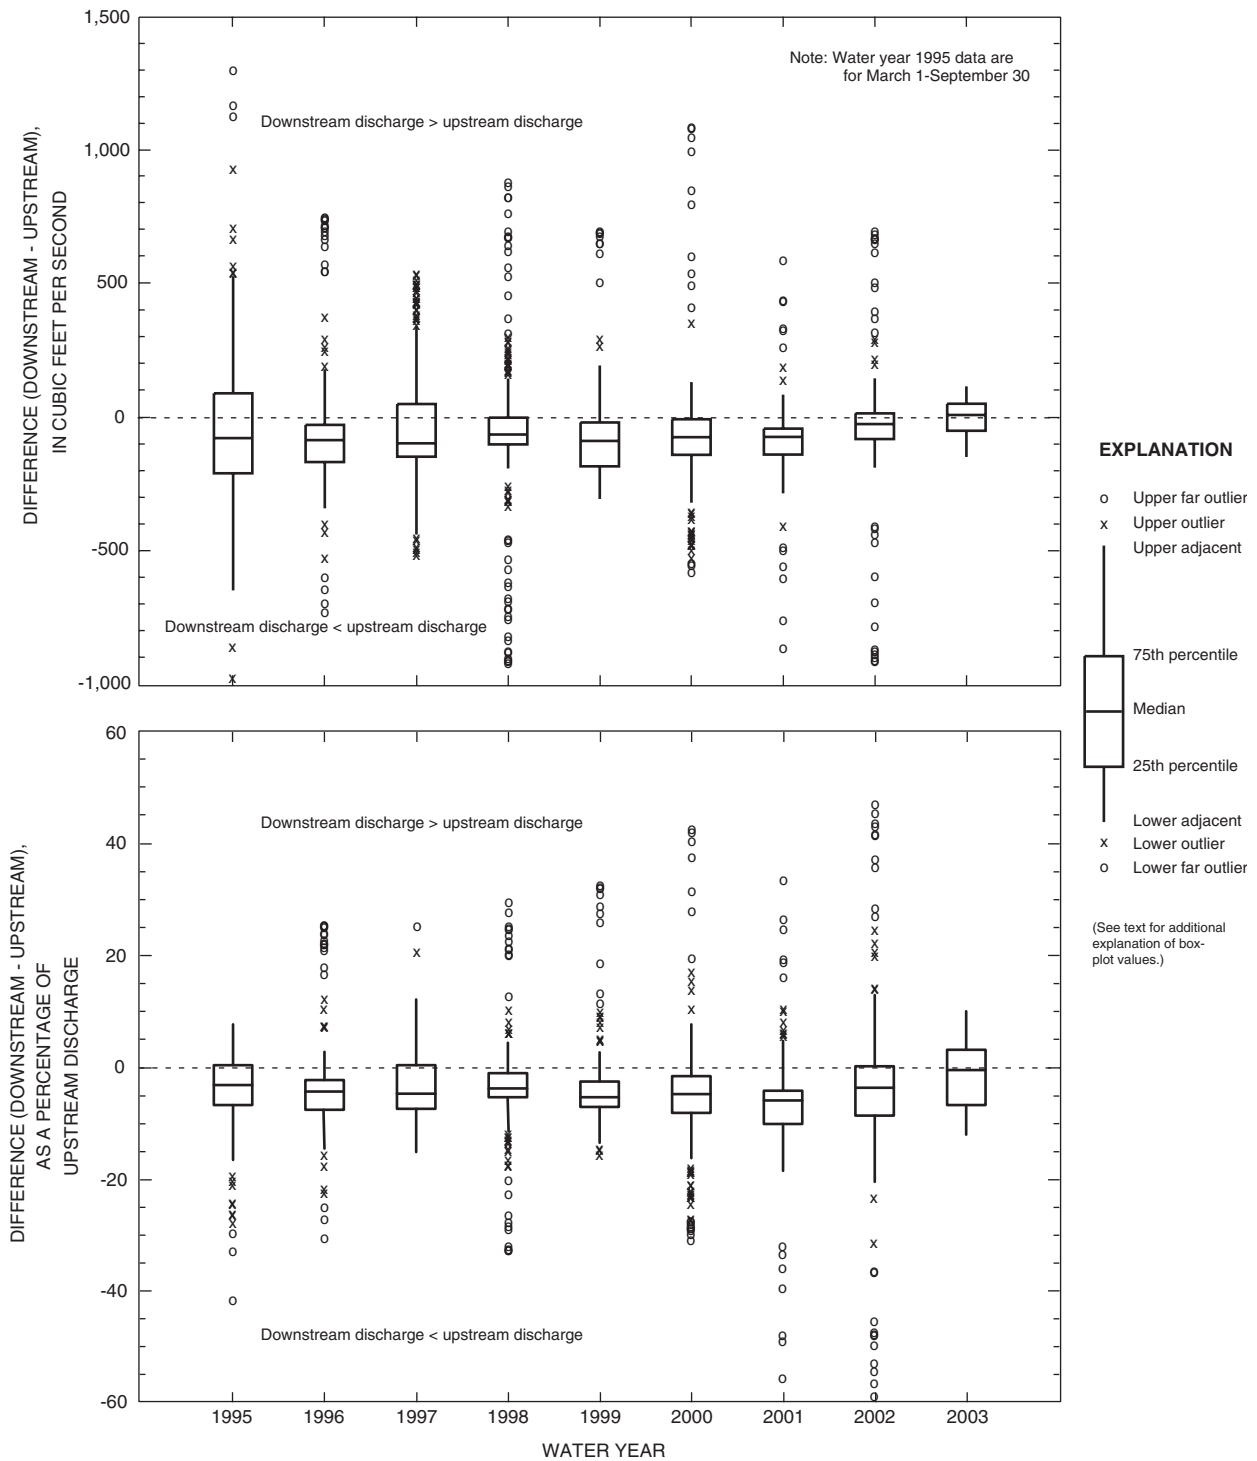 1,500
1,000
500
0
-500
-1,000
DIFFERENCE (DOWNSTREAM - UPSTREAM),
IN CUBIC FEET PER SECOND
Note: Water year 1995 data are
for March 1-September 30
Downstream discharge > upstream discharge
Downstream discharge < upstream discharge
60
40
20
0
-20
-40
-60
DIFFERENCE (DOWNSTREAM - UPSTREAM),
AS A PERCENTAGE OF
UPSTREAM DISCHARGE
Downstream discharge > upstream discharge
Downstream discharge < upstream discharge
1995 1996 1997 1998 1999 2000 2001 2002 2003
WATER YEAR
EXPLANATION
o Upper far outlier
x Upper outlier
Upper adjacent
75th percentile
Median
25th percentile
Lower adjacent
x Lower outlier
o Lower far outlier
(See text for additional
explanation of box-
plot values.)